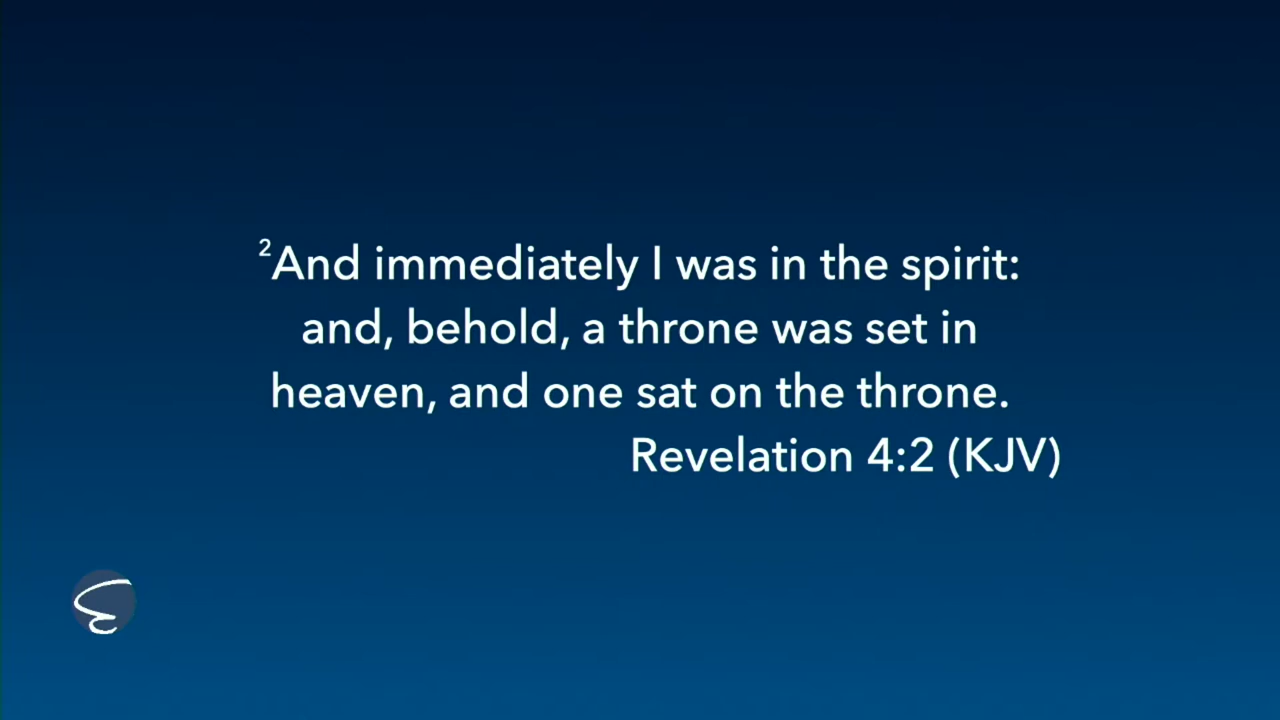 ²And immediately I was in the spirit:
and, behold, a throne was set in
heaven, and one sat on the throne.
Revelation 4:2 (KJV)